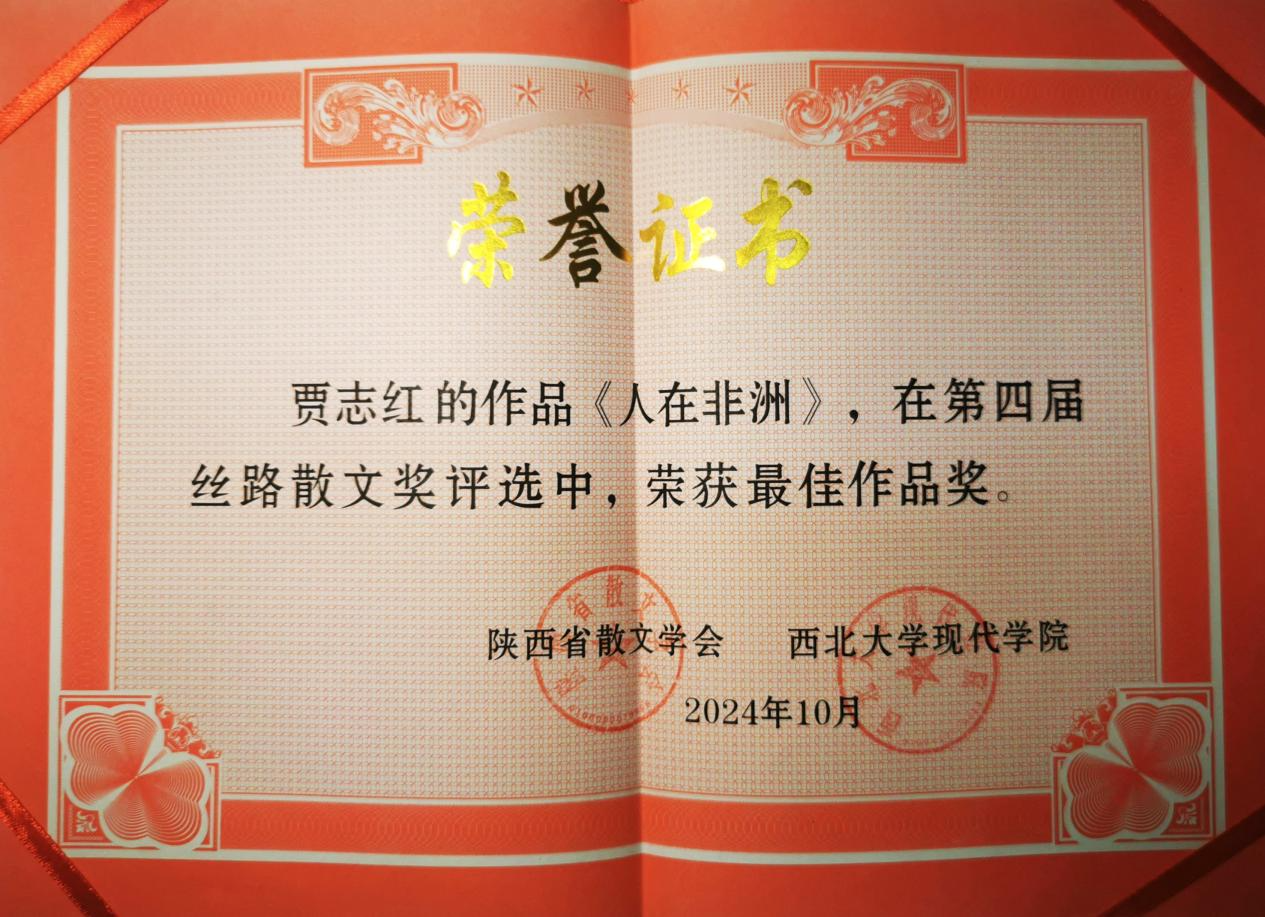 荣誉证书
贾志红的作品《人在非洲》，在第四届
丝路散文奖评选中，荣获最佳作品奖。
陕西省散文学会 西北大学现代学院
2024年10月